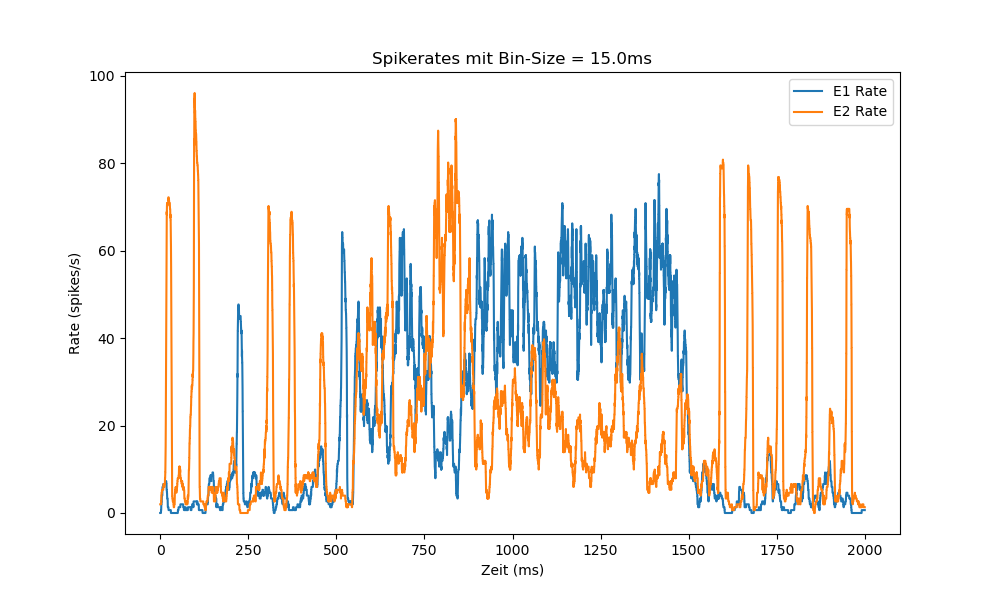 Spikerates mit Bin-Size = 15.0ms
E1 Rate
E2 Rate
Rate (spikes/s)
100
80
60
40
20
0
0 250 500 750 1000 1250 1500 1750 2000
Zeit (ms)